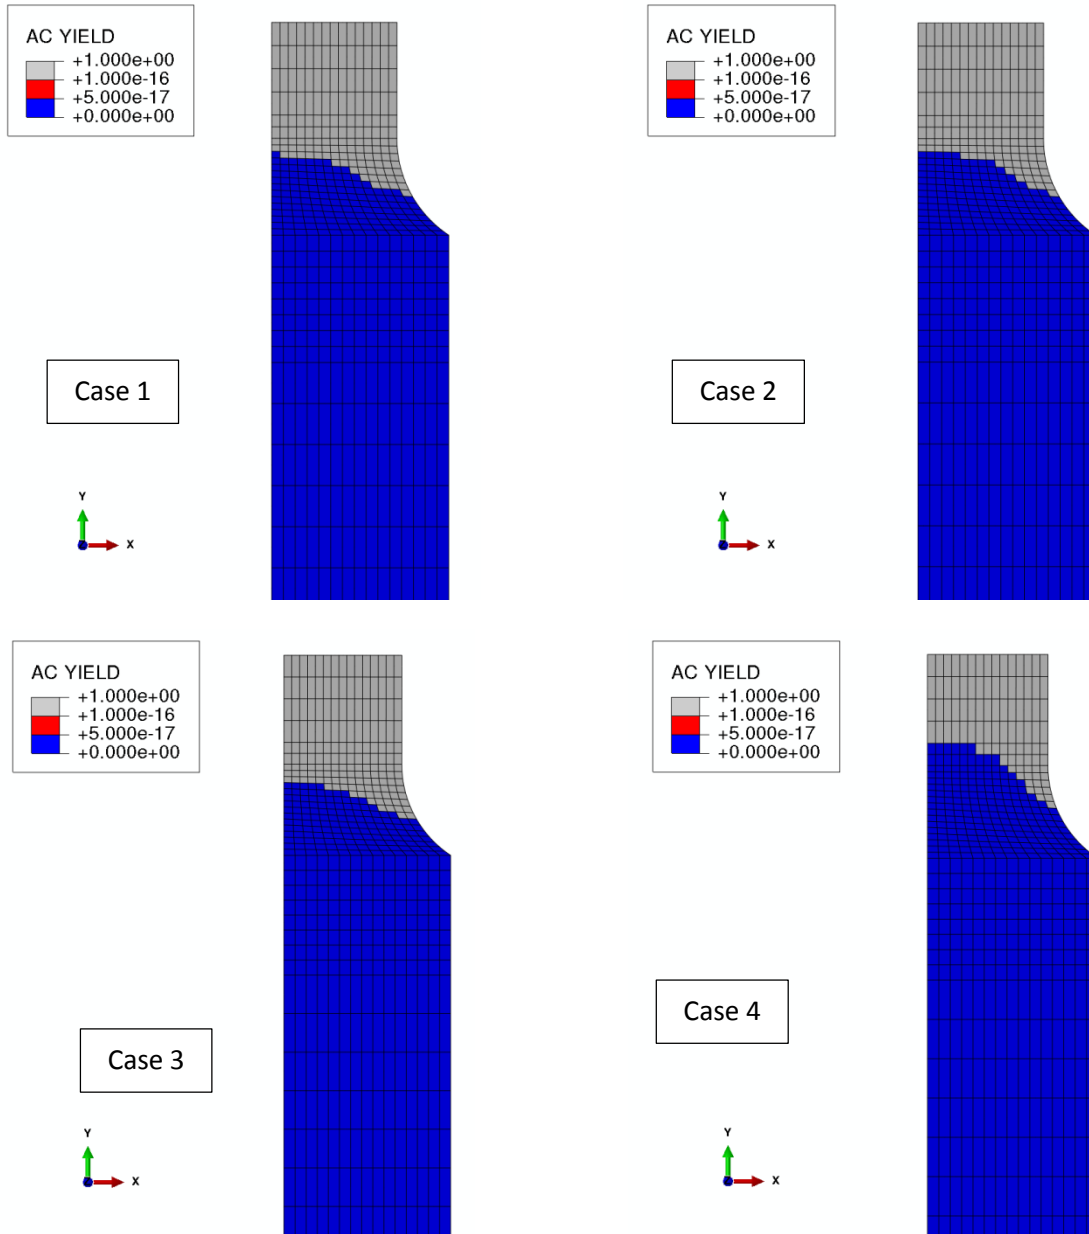 AC YIELD
+1.000e+00
+1.000e-16
+5.000e-17
+0.000e+00
Case 1
Y
X
AC YIELD
+1.000e+00
+1.000e-16
+5.000e-17
+0.000e+00
Case 2
Y
X
AC YIELD
+1.000e+00
+1.000e-16
+5.000e-17
+0.000e+00
Case 3
Y
X
AC YIELD
+1.000e+00
+1.000e-16
+5.000e-17
+0.000e+00
Case 4
Y
X